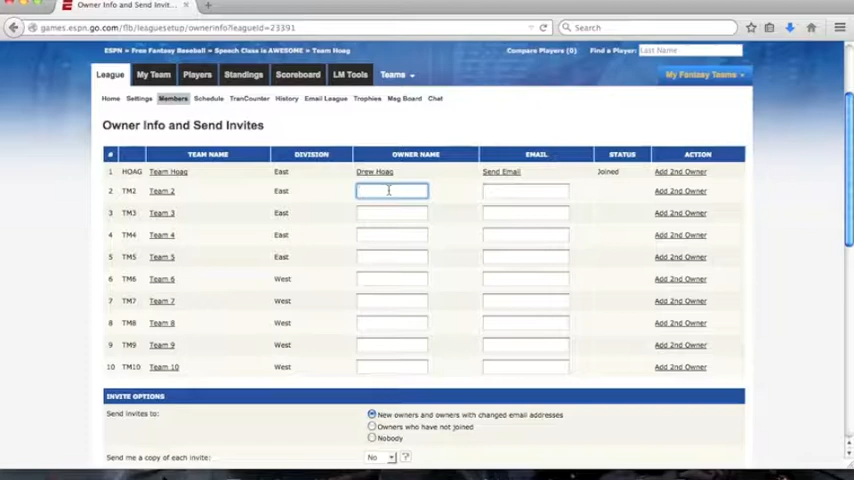 Owner Info and Send Invit...
games.espn.go.com/flb/leaguesetup/ownerinfo?leagueId=23391
Search
ESPN » Free Fantasy Baseball » Speech Class is AWESOME » Team Hoag
Compare Players (0)
Find a Player: Last Name
League My Team Players Standings Scoreboard LM Tools Teams
My Fantasy Teams
Home Settings Members Schedule TranCounter History Email League Trophies Msg Board Chat
Owner Info and Send Invites
# TEAM NAME DIVISION OWNER NAME EMAIL STATUS ACTION
1 HOAG Team Hoag East Drew Hoag Send Email Joined Add 2nd Owner
2 TM2 Team 2 East Add 2nd Owner
3 TM3 Team 3 East Add 2nd Owner
4 TM4 Team 4 East Add 2nd Owner
5 TM5 Team 5 East Add 2nd Owner
6 TM6 Team 6 West Add 2nd Owner
7 TM7 Team 7 West Add 2nd Owner
8 TM8 Team 8 West Add 2nd Owner
9 TM9 Team 9 West Add 2nd Owner
10 TM10 Team 10 West Add 2nd Owner
INVITE OPTIONS
Send invites to: New owners and owners with changed email addresses
Owners who have not joined
Nobody
Send me a copy of each invite: No ?